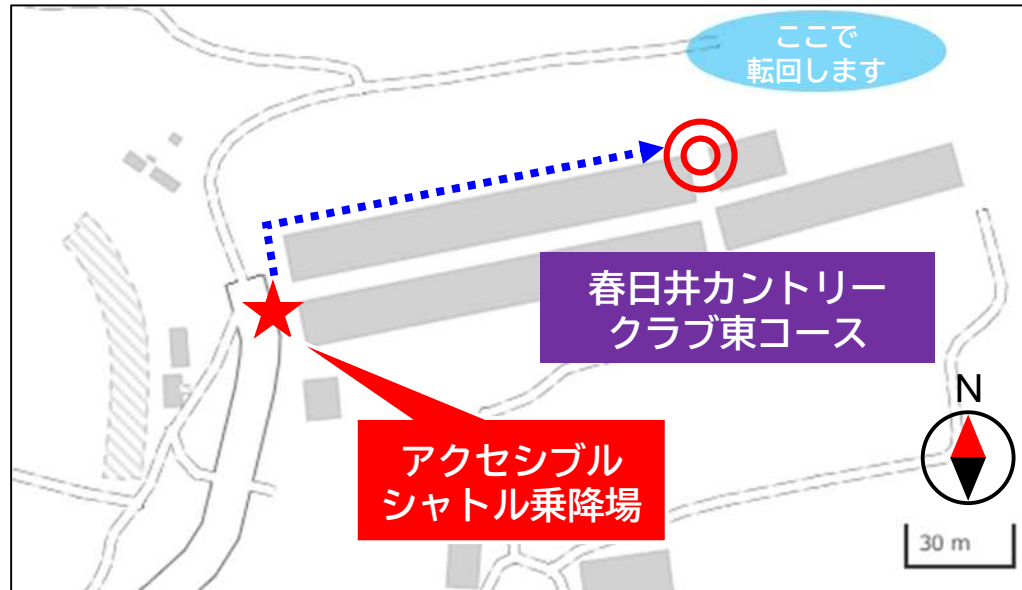 ここで
転回します
春日井カントリー
クラブ東コース
N
アクセシブル
シャトル乗降場
30 m